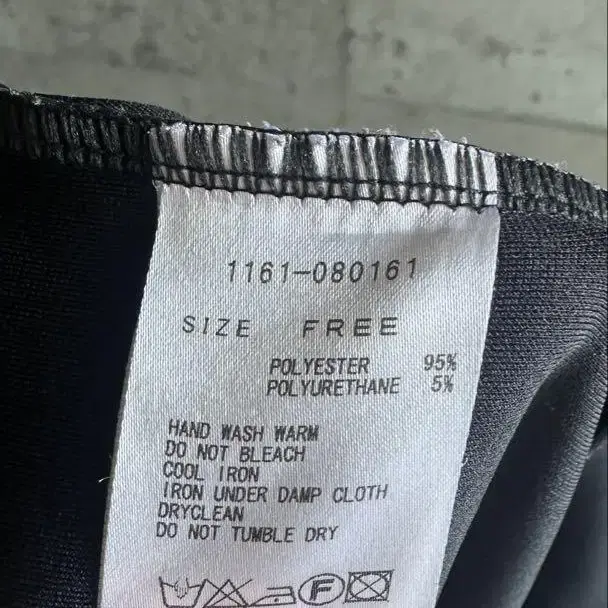 1161-080161
SIZE FREE
POLYESTER 95%
POLYURETHANE 5%
HAND WASH WARM
DO NOT BLEACH
COOL IRON
IRON UNDER DAMP CLOTH
DRYCLEAN
DO NOT TUMBLE DRY
F